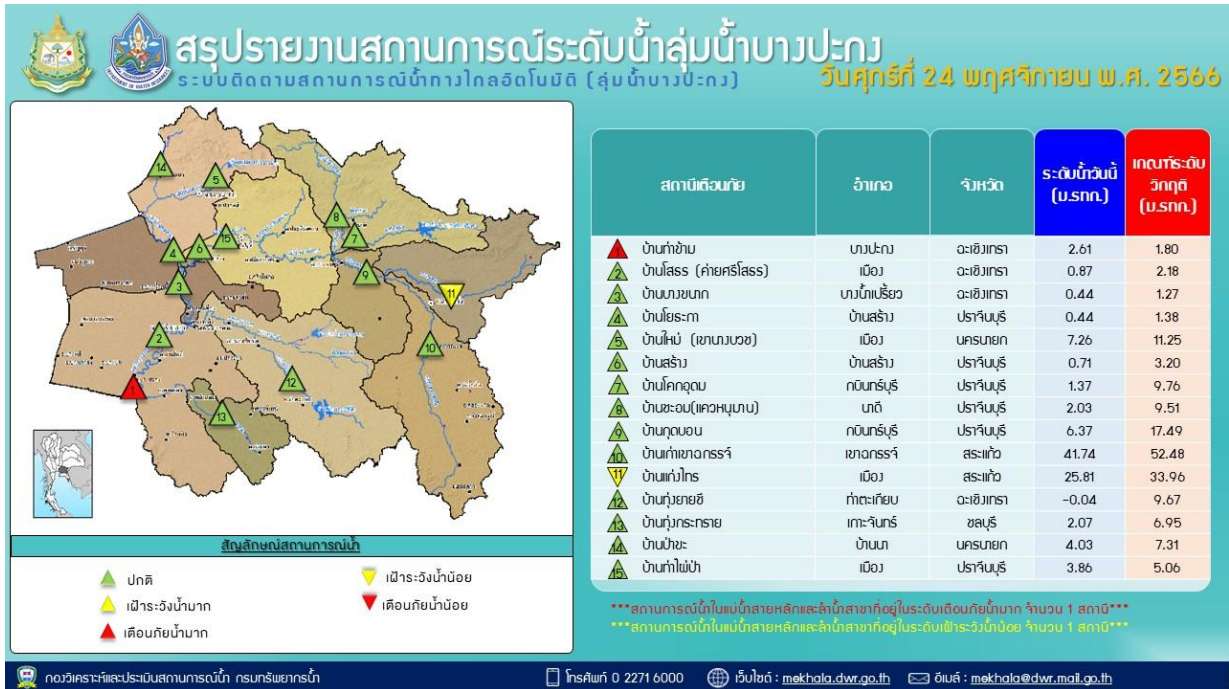 สรุปรายงานสถานการณ์ระดับน้ำลุ่มน้ำบางปะกง
ระบบติดตามสถานการณ์น้ำทางไกลอัตโนมัติ (ลุ่มน้ำบางปะกง)
วันศุกร์ที่ 24 พฤศจิกายน พ.ศ. 2566
14
5
8
7
4
6
15
9
3
11
2
10
1
12
13
สัญลักษณ์สถานการณ์น้ำ
ปกติ
เฝ้าระวังน้ำน้อย
เฝ้าระวังน้ำมาก
เตือนภัยน้ำน้อย
เตือนภัยน้ำมาก
สถานีเตือนภัย อำเภอ จังหวัด ระดับน้ำวันนี้ (ม.รทก.) เกณฑ์ระดับวิกฤติ (ม.รทก.)
1 บ้านท่าข้าม บางปะกง ฉะเชิงเทรา 2.61 1.80
2 บ้านโสธร (ค่ายศรีโสธร) เมือง ฉะเชิงเทรา 0.87 2.18
3 บ้านบางขนาก บางน้ำเปรี้ยว ฉะเชิงเทรา 0.44 1.27
4 บ้านโยธะกา บ้านสร้าง ปราจีนบุรี 0.44 1.38
5 บ้านใหม่ (เขานางบวช) เมือง นครนายก 7.26 11.25
6 บ้านสร้าง บ้านสร้าง ปราจีนบุรี 0.71 3.20
7 บ้านโคกอุดม กบินทร์บุรี ปราจีนบุรี 1.37 9.76
8 บ้านซะอม(แควหนุมาน) นาดี ปราจีนบุรี 2.03 9.51
9 บ้านกุดบอน กบินทร์บุรี ปราจีนบุรี 6.37 17.49
10 บ้านเก่าเขาฉกรรจ์ เขาฉกรรจ์ สระแก้ว 41.74 52.48
11 บ้านแก่งไทร เมือง สระแก้ว 25.81 33.96
12 บ้านทุ่งยายชี ท่าตะเกียบ ฉะเชิงเทรา -0.04 9.67
13 บ้านทุ่งกระทราย เกาะจันทร์ ชลบุรี 2.07 6.95
14 บ้านป่าขะ บ้านนา นครนายก 4.03 7.31
15 บ้านท่าไผ่ป่า เมือง ปราจีนบุรี 3.86 5.06
***สถานการณ์น้ำในแม่น้ำสายหลักและลำน้ำสาขาที่อยู่ในระดับเตือนภัยน้ำมาก จำนวน 1 สถานี***
***สถานการณ์น้ำในแม่น้ำสายหลักและลำน้ำสาขาที่อยู่ในระดับเฝ้าระวังน้ำน้อย จำนวน 1 สถานี***
กองวิเคราะห์และประเมินสถานการณ์น้ำ กรมทรัพยากรน้ำ โทรศัพท์ 0 2271 6000 เว็บไซต์ : mekhala.dwr.go.th อีเมล์ : mekhala@dwr.mail.go.th